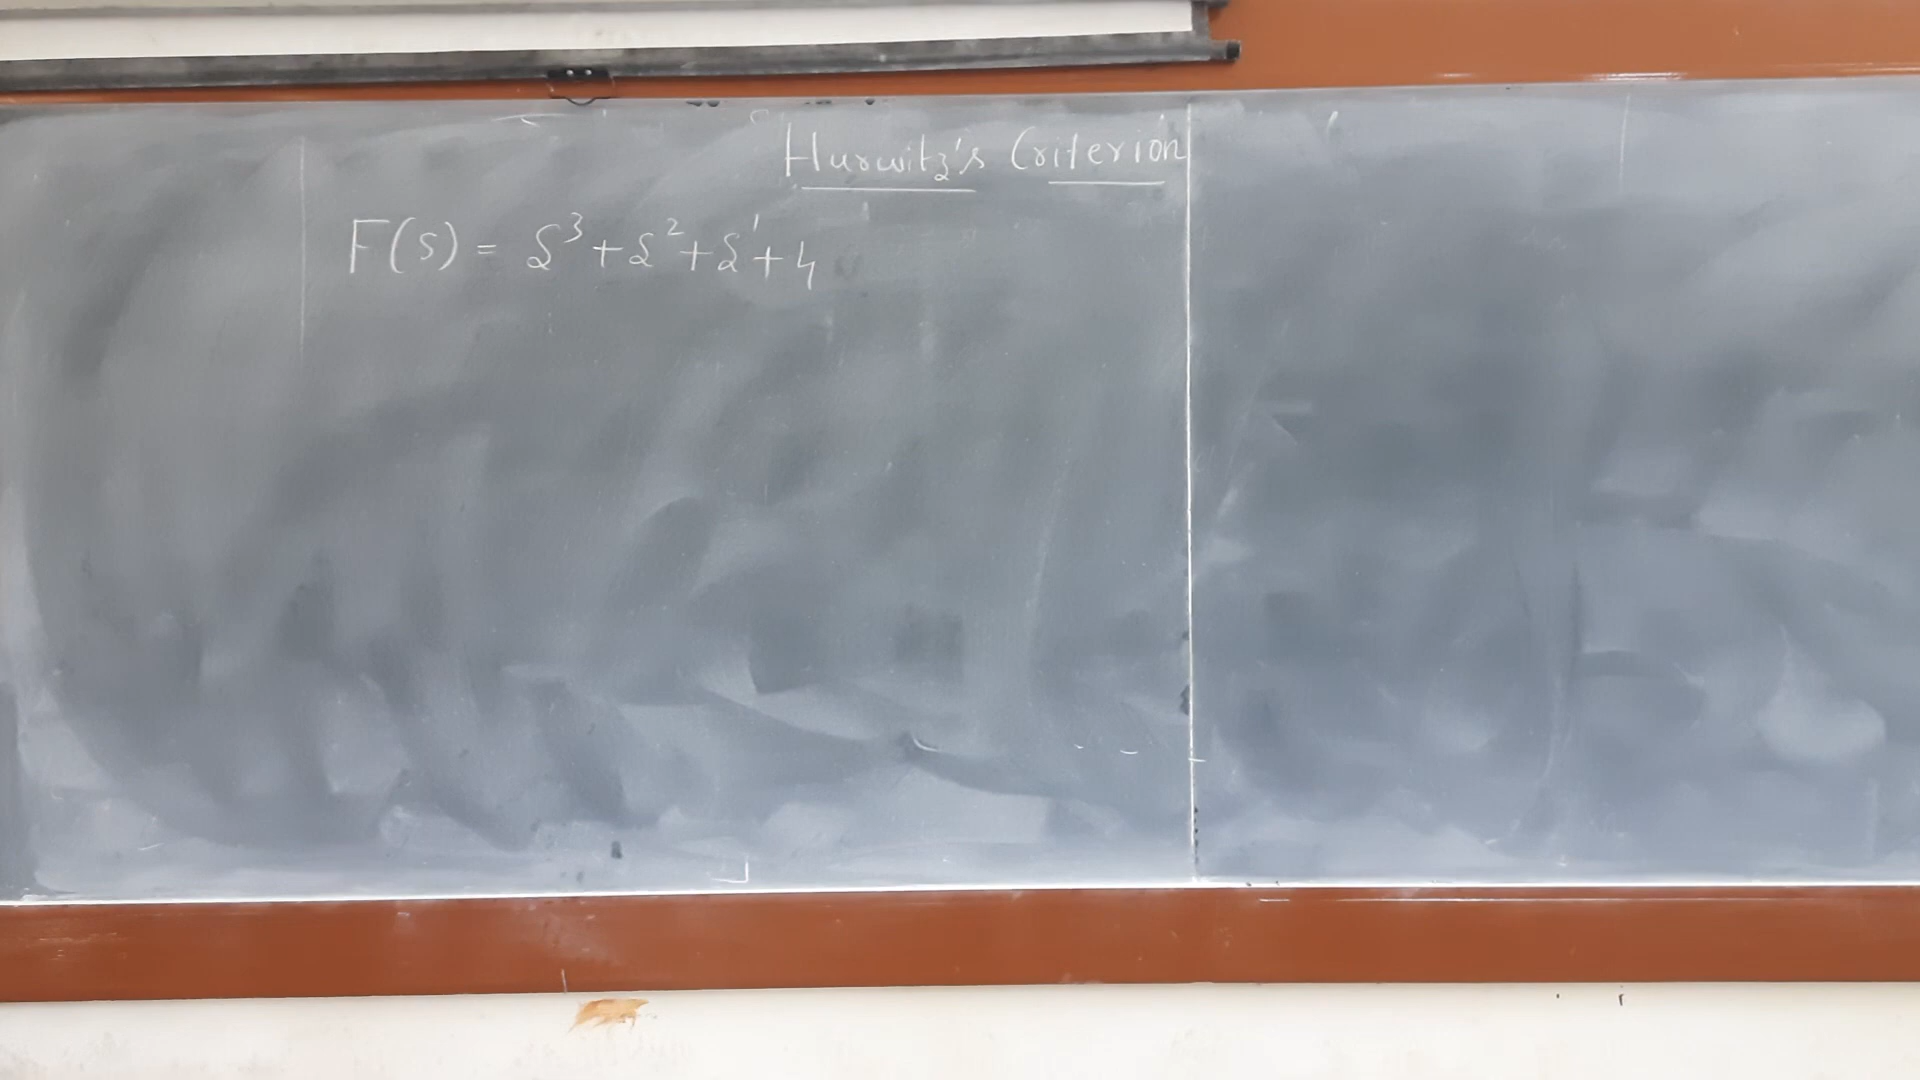 Hurwitz's Criterion
F(s) = S³+S²+S¹+4